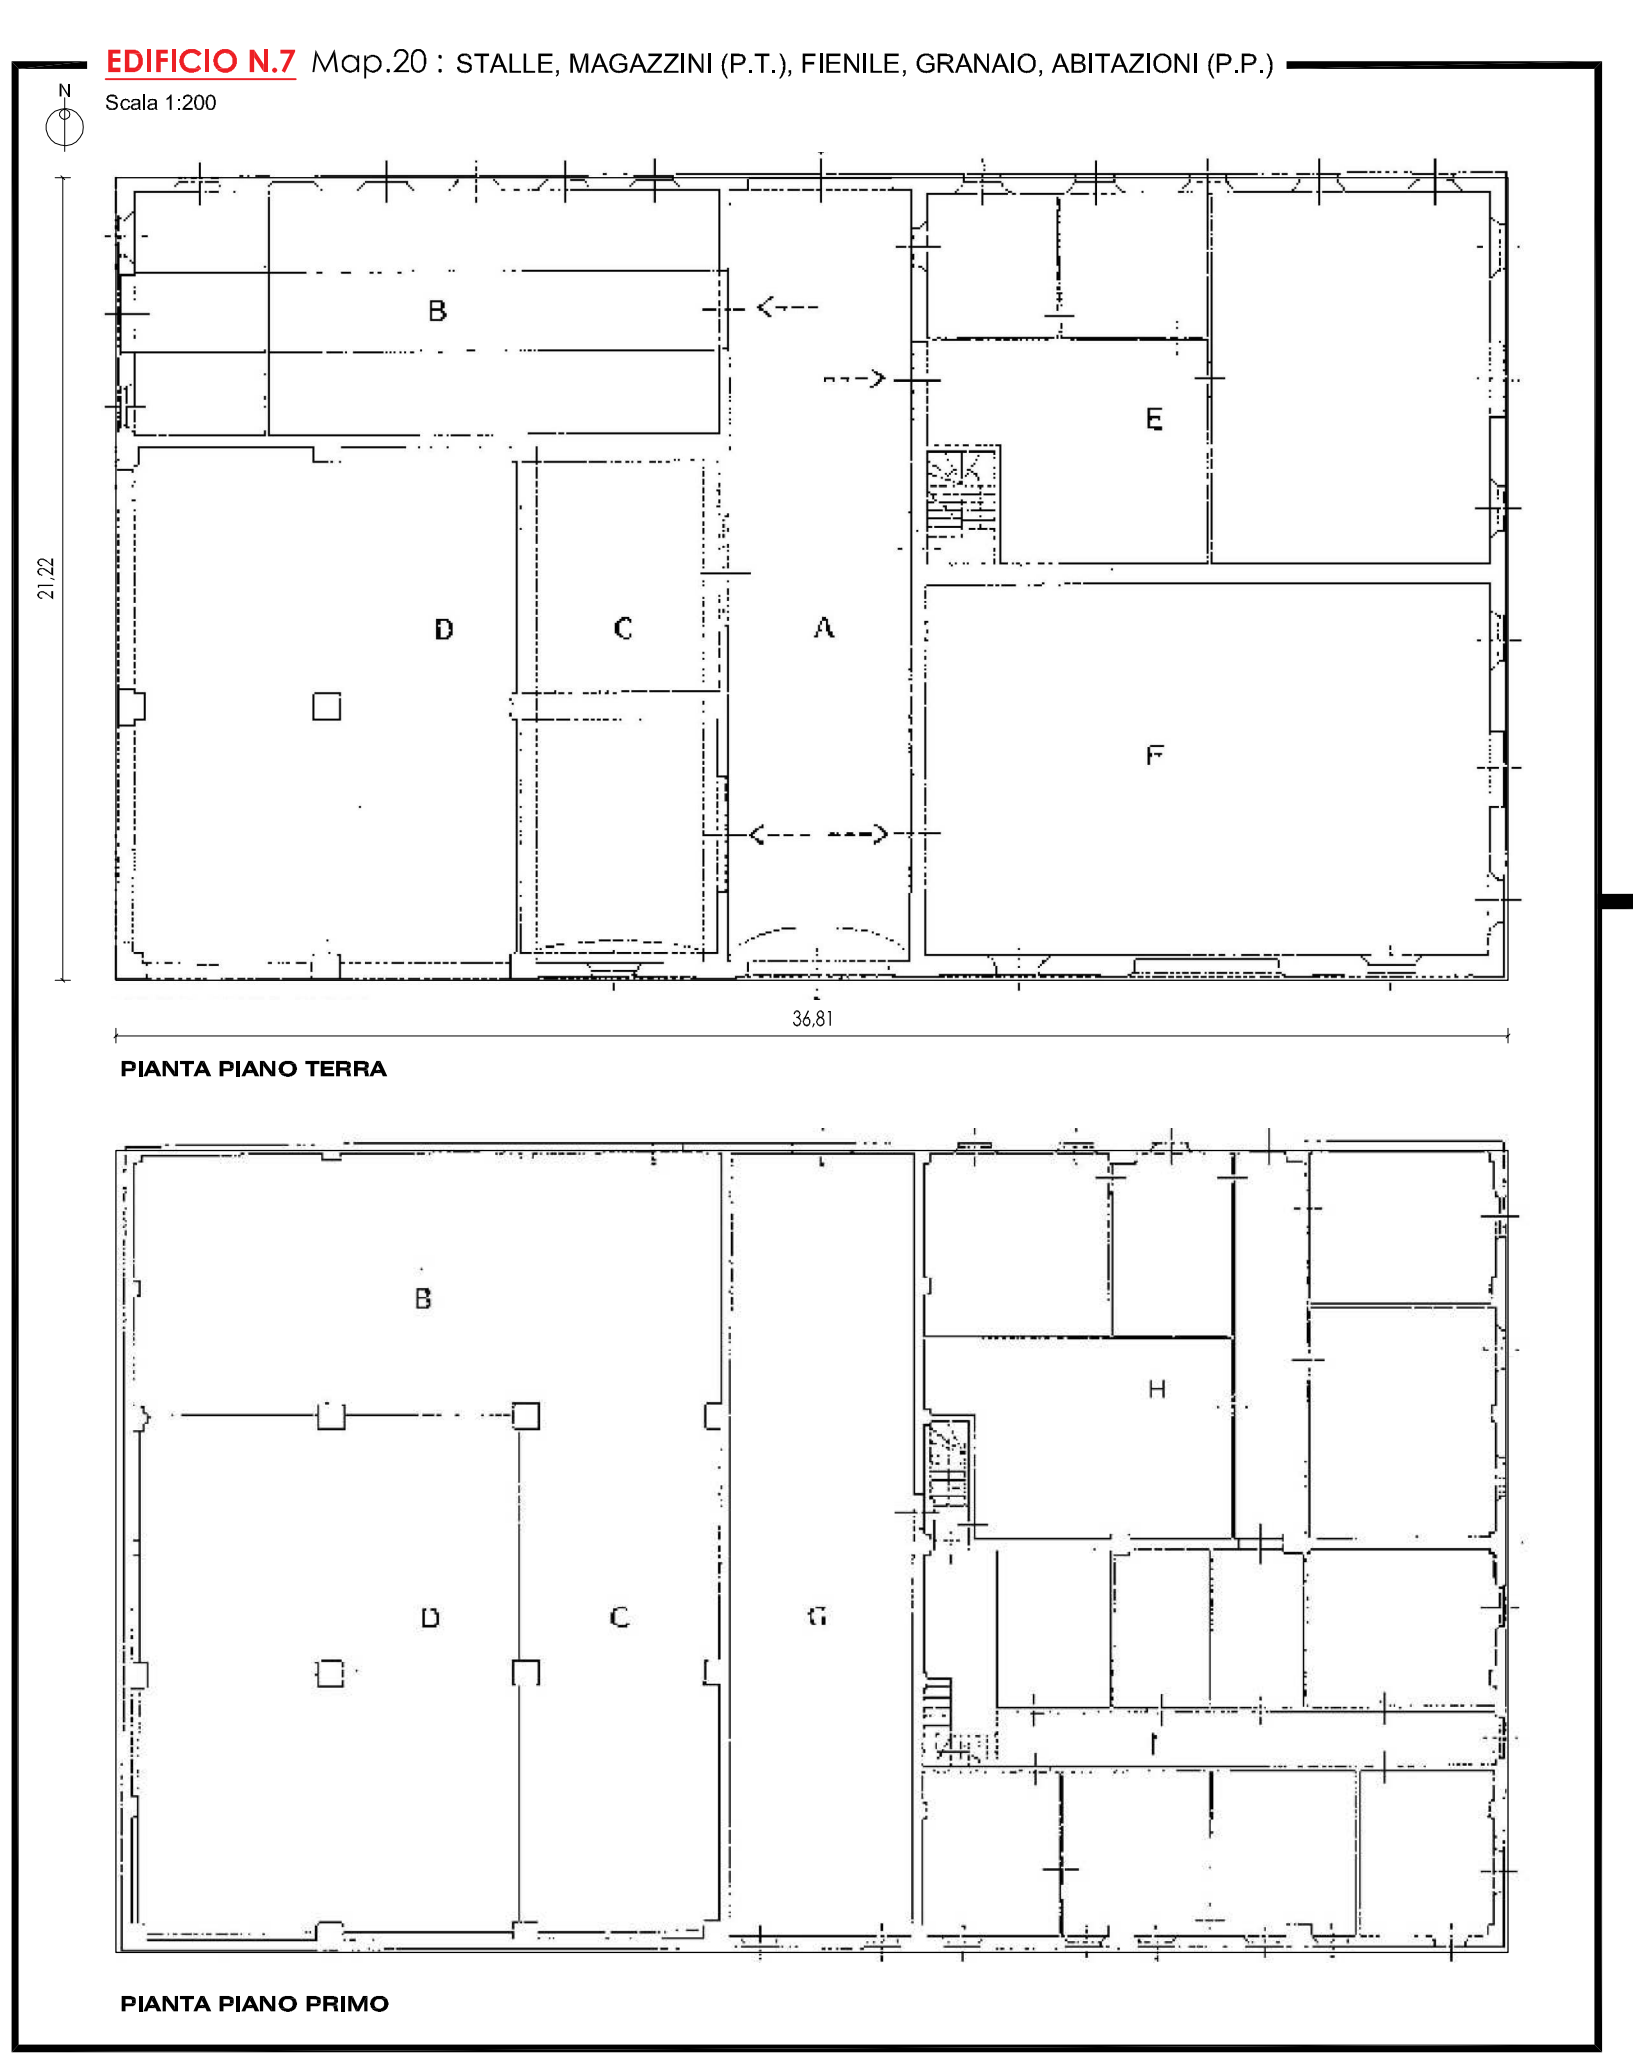 EDIFICIO N.7 Map.20 : STALLE, MAGAZZINI (P.T.), FIENILE, GRANAIO, ABITAZIONI (P.P.)
N
Scala 1:200
B
E
21,22
D
C
A
F
36,81
PIANTA PIANO TERRA
B
H
D
C
G
I
PIANTA PIANO PRIMO